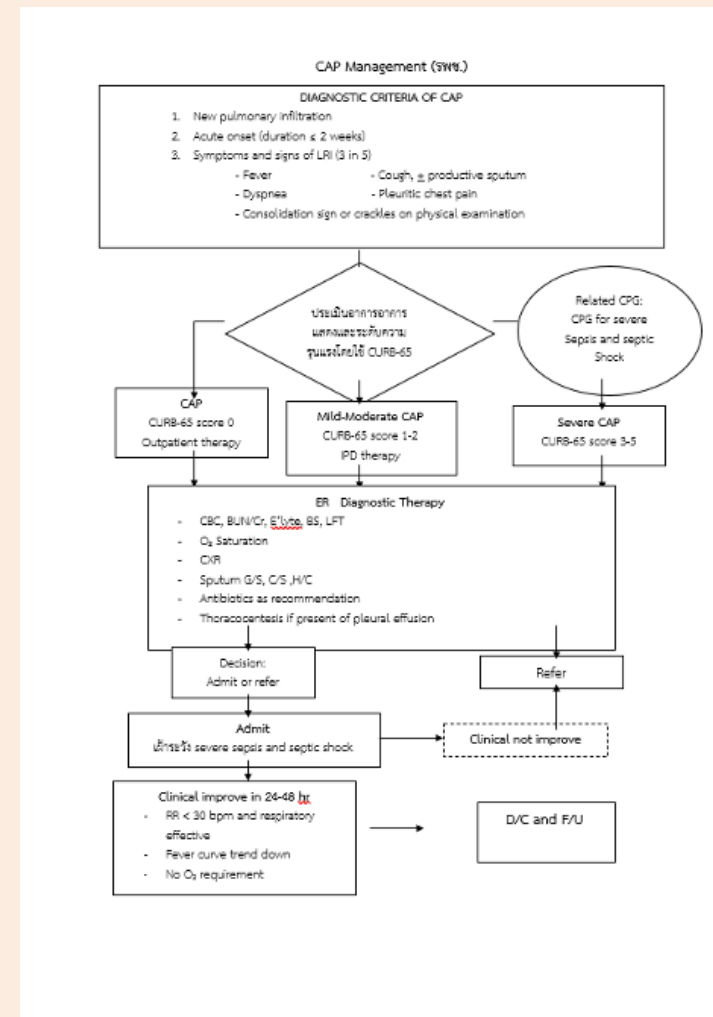 CAP Management (รพช.)
DIAGNOSTIC CRITERIA OF CAP
1. New pulmonary infiltration
2. Acute onset (duration ≤ 2 weeks)
3. Symptoms and signs of LRI (3 in 5)
- Fever - Cough, ± productive sputum
- Dyspnea - Pleuritic chest pain
- Consolidation sign or crackles on physical examination
ประเมินอาการอาการ
แสดงและระดับความ
รุนแรงโดยใช้ CURB-65
Related CPG:
CPG for severe
Sepsis and septic
Shock
CAP
CURB-65 score 0
Outpatient therapy
Mild-Moderate CAP
CURB-65 score 1-2
IPD therapy
Severe CAP
CURB-65 score 3-5
ER Diagnostic Therapy
- CBC, BUN/Cr, E'lyte, BS, LFT
- O₂ Saturation
- CXR
- Sputum G/S, C/S ,H/C
- Antibiotics as recommendation
- Thoracocentesis if present of pleural effusion
Decision:
Admit or refer
Refer
Admit
เฝ้าระวัง severe sepsis and septic shock
Clinical not improve
Clinical improve in 24-48 hr
- RR < 30 bpm and respiratory
effective
- Fever curve trend down
- No O₂ requirement
D/C and F/U